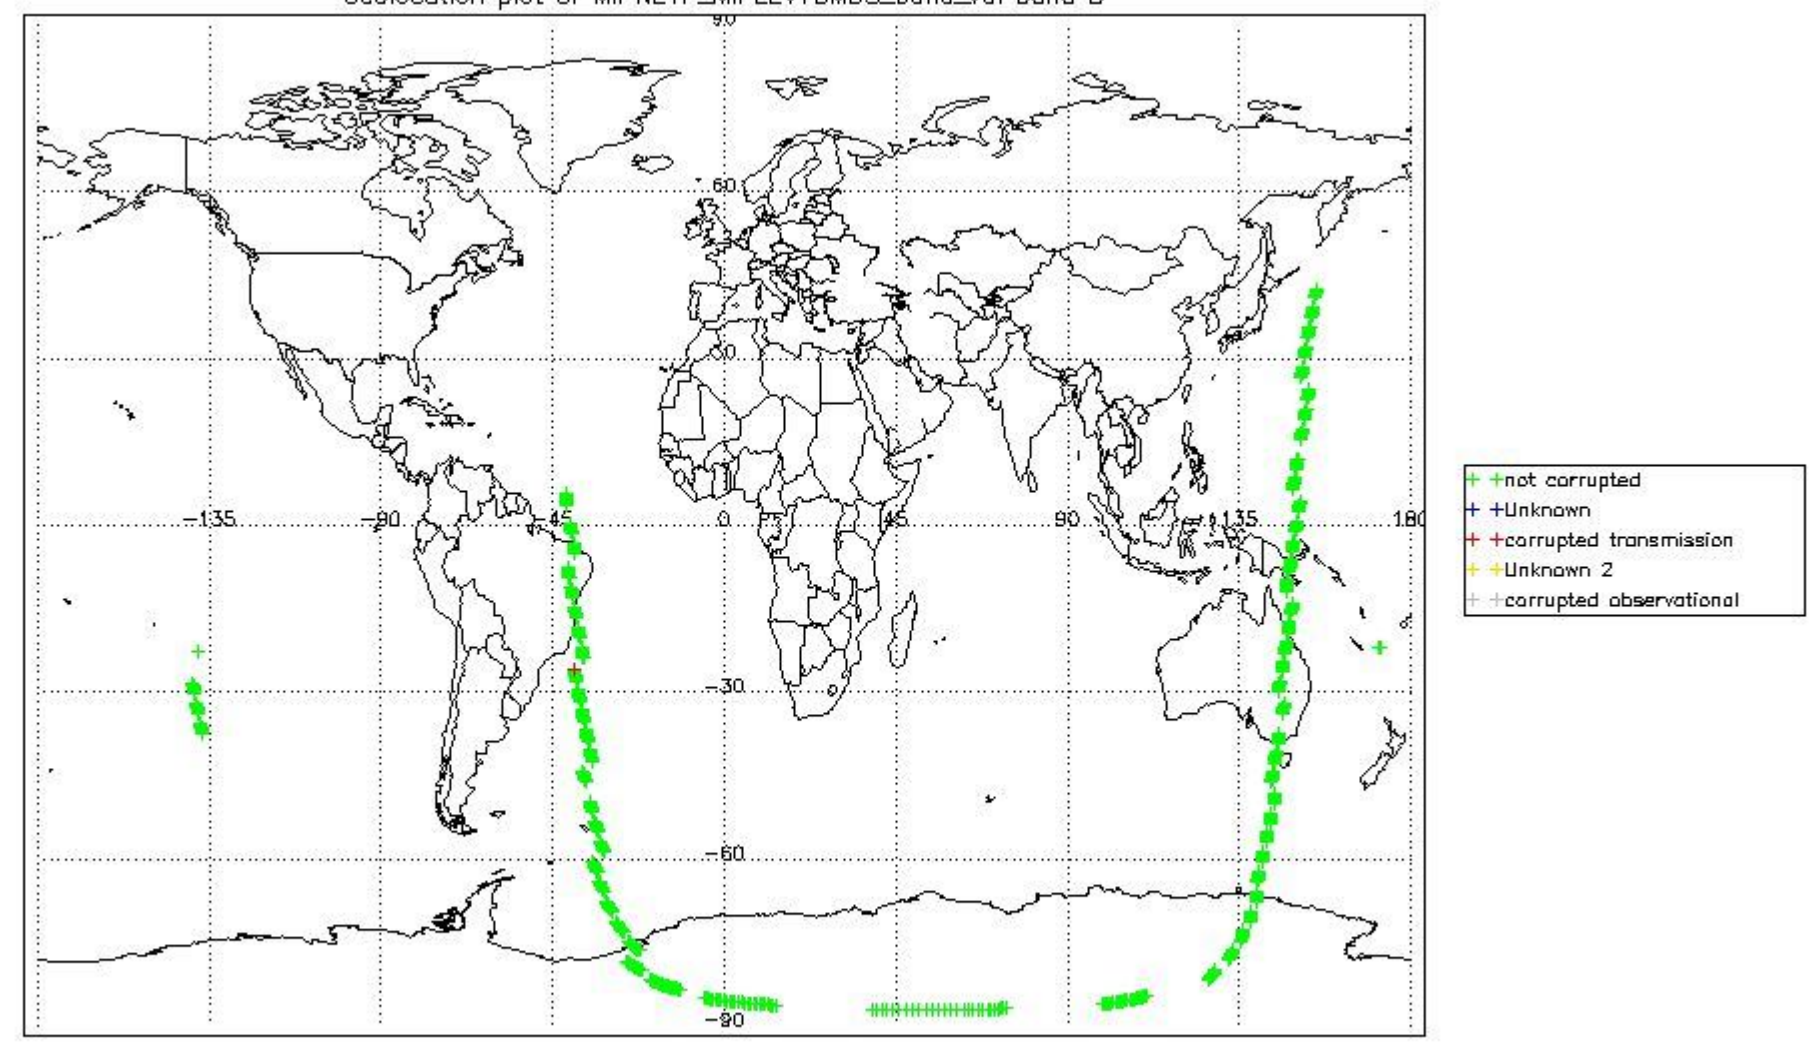 90
60
30
-135 -90 -45 0 45 90 135 180
-30
-60
-90
+ +not corrupted
+ +Unknown
+ +corrupted transmission
+ +Unknown 2
+ +corrupted observational